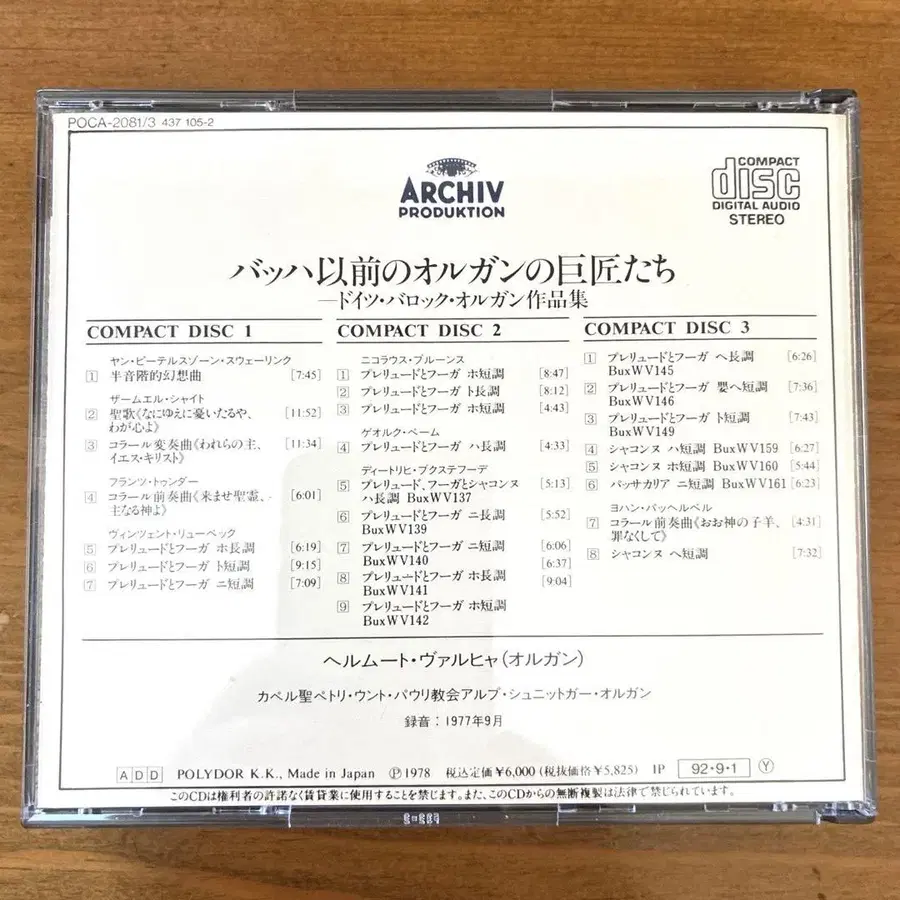 POCA-2081/3 437 105-2
ARCHIV
PRODUKTION
COMPACT
disc
DIGITAL AUDIO
STEREO
バッハ以前のオルガンの巨匠たち
—ドイツ・バロック・オルガン作品集
COMPACT DISC 1
ヤン・ピーテルスゾーン・スウェーリンク
1 半音階的幻想曲 [7:45]
ザームエル・シャイト
2 聖歌《なにゆえに憂いたるや、 [11:52]
わが心よ》
3 コラール変奏曲《われらの主、 [11:34]
イエス・キリスト》
フランツ・トゥンダー
4 コラール前奏曲《来ませ聖霊、 [6:01]
主なる神よ》
ヴィンツェント・リューベック
5 プレリュードとフーガ ホ長調 [6:19]
6 プレリュードとフーガ ト短調 [9:15]
7 プレリュードとフーガ ニ短調 [7:09]
COMPACT DISC 2
ニコラウス・ブルーンス
1 プレリュードとフーガ ホ短調 [8:47]
2 プレリュードとフーガ ト長調 [8:12]
3 プレリュードとフーガ ホ短調 [4:43]
ゲオルク・ベーム
4 プレリュードとフーガ ハ長調 [4:33]
ディートリヒ・ブクステフーデ
5 プレリュード、フーガとシャコンヌ [5:13]
ハ長調 BuxWV137
6 プレリュードとフーガ ニ長調 [5:52]
BuxWV139
7 プレリュードとフーガ ニ短調 [6:06]
BuxWV140 [6:37]
8 プレリュードとフーガ ホ長調 [9:04]
BuxWV141
9 プレリュードとフーガ ホ短調
BuxWV142
COMPACT DISC 3
1 プレリュードとフーガ ヘ長調 [6:26]
BuxWV145
2 プレリュードとフーガ 嬰ヘ短調 [7:36]
BuxWV146
3 プレリュードとフーガ ト短調 [7:43]
BuxWV149
4 シャコンヌ ハ短調 BuxWV159 [6:27]
5 シャコンヌ ホ短調 BuxWV160 [5:44]
6 パッサカリア ニ短調 BuxWV161 [6:23]
ヨハン・パッヘルベル
7 コラール前奏曲《おお神の子羊、 [4:31]
罪なくして》
8 シャコンヌ ヘ短調 [7:32]
ヘルムート・ヴァルヒャ(オルガン)
カペル聖ペトリ・ウント・パウリ教会アルプ・シュニットガー・オルガン
録音:1977年9月
ADD POLYDOR K.K., Made in Japan Ⓟ1978 税込定価¥6,000 (税抜価格¥5,825) 1P 92・9・1 Ⓨ
このCDは権利者の許諾なく賃貸業に使用することを禁じます。また、このCDからの無断複製は法律で禁じられています。